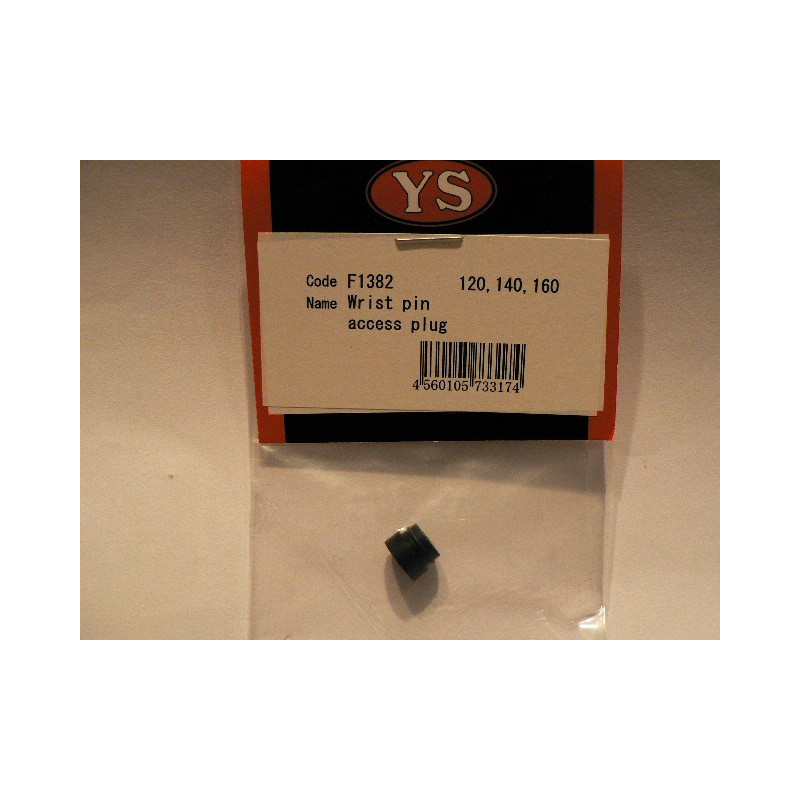 YS
Code F1382 120,140,160
Name Wrist pin
access plug
4 560105 733174